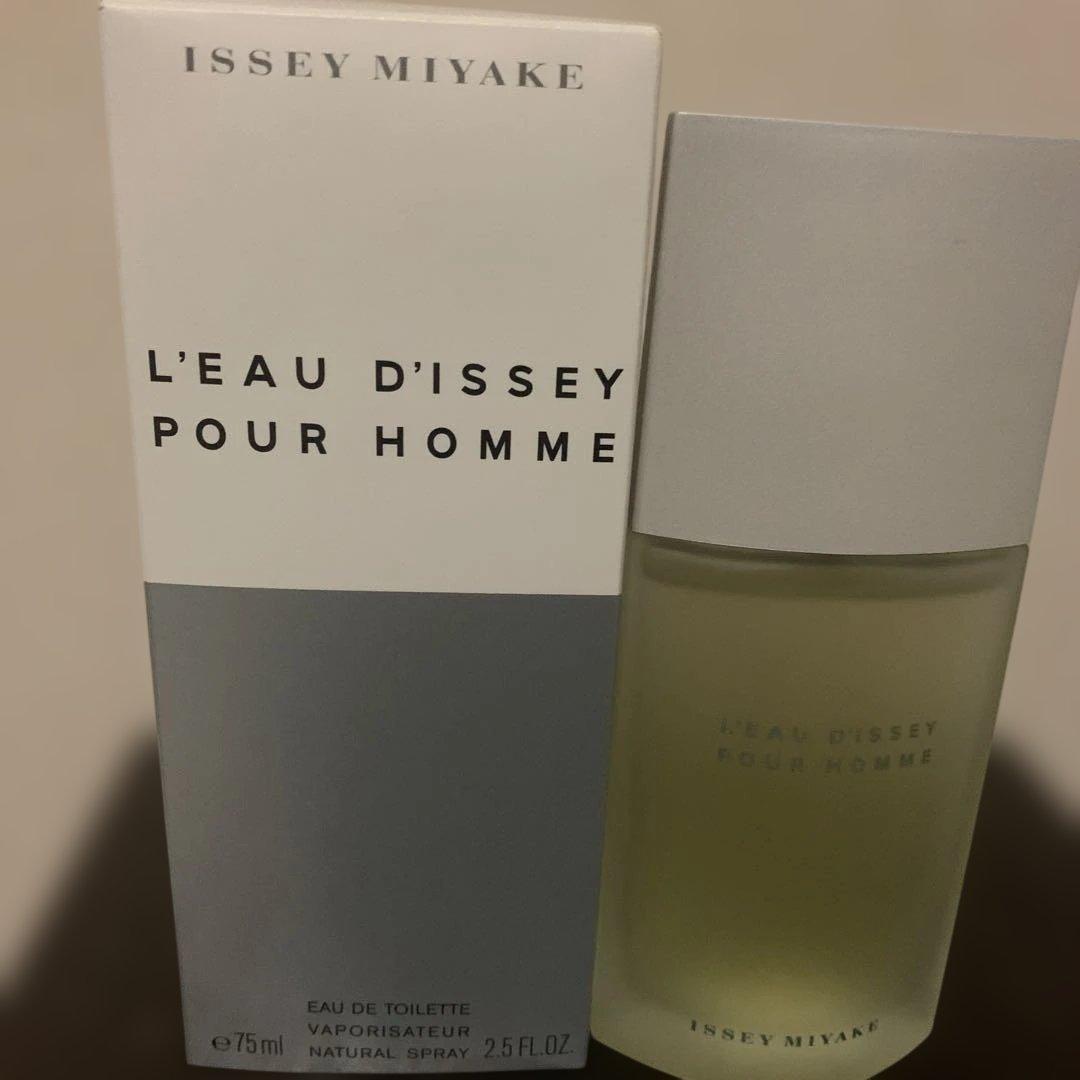 ISSEY MIYAKE
L'EAU D'ISSEY
POUR HOMME
EAU DE TOILETTE
VAPORISATEUR
℮75ml NATURAL SPRAY 2.5 FL.OZ.
L'EAU D'ISSEY
POUR HOMME
ISSEY MIYAKE